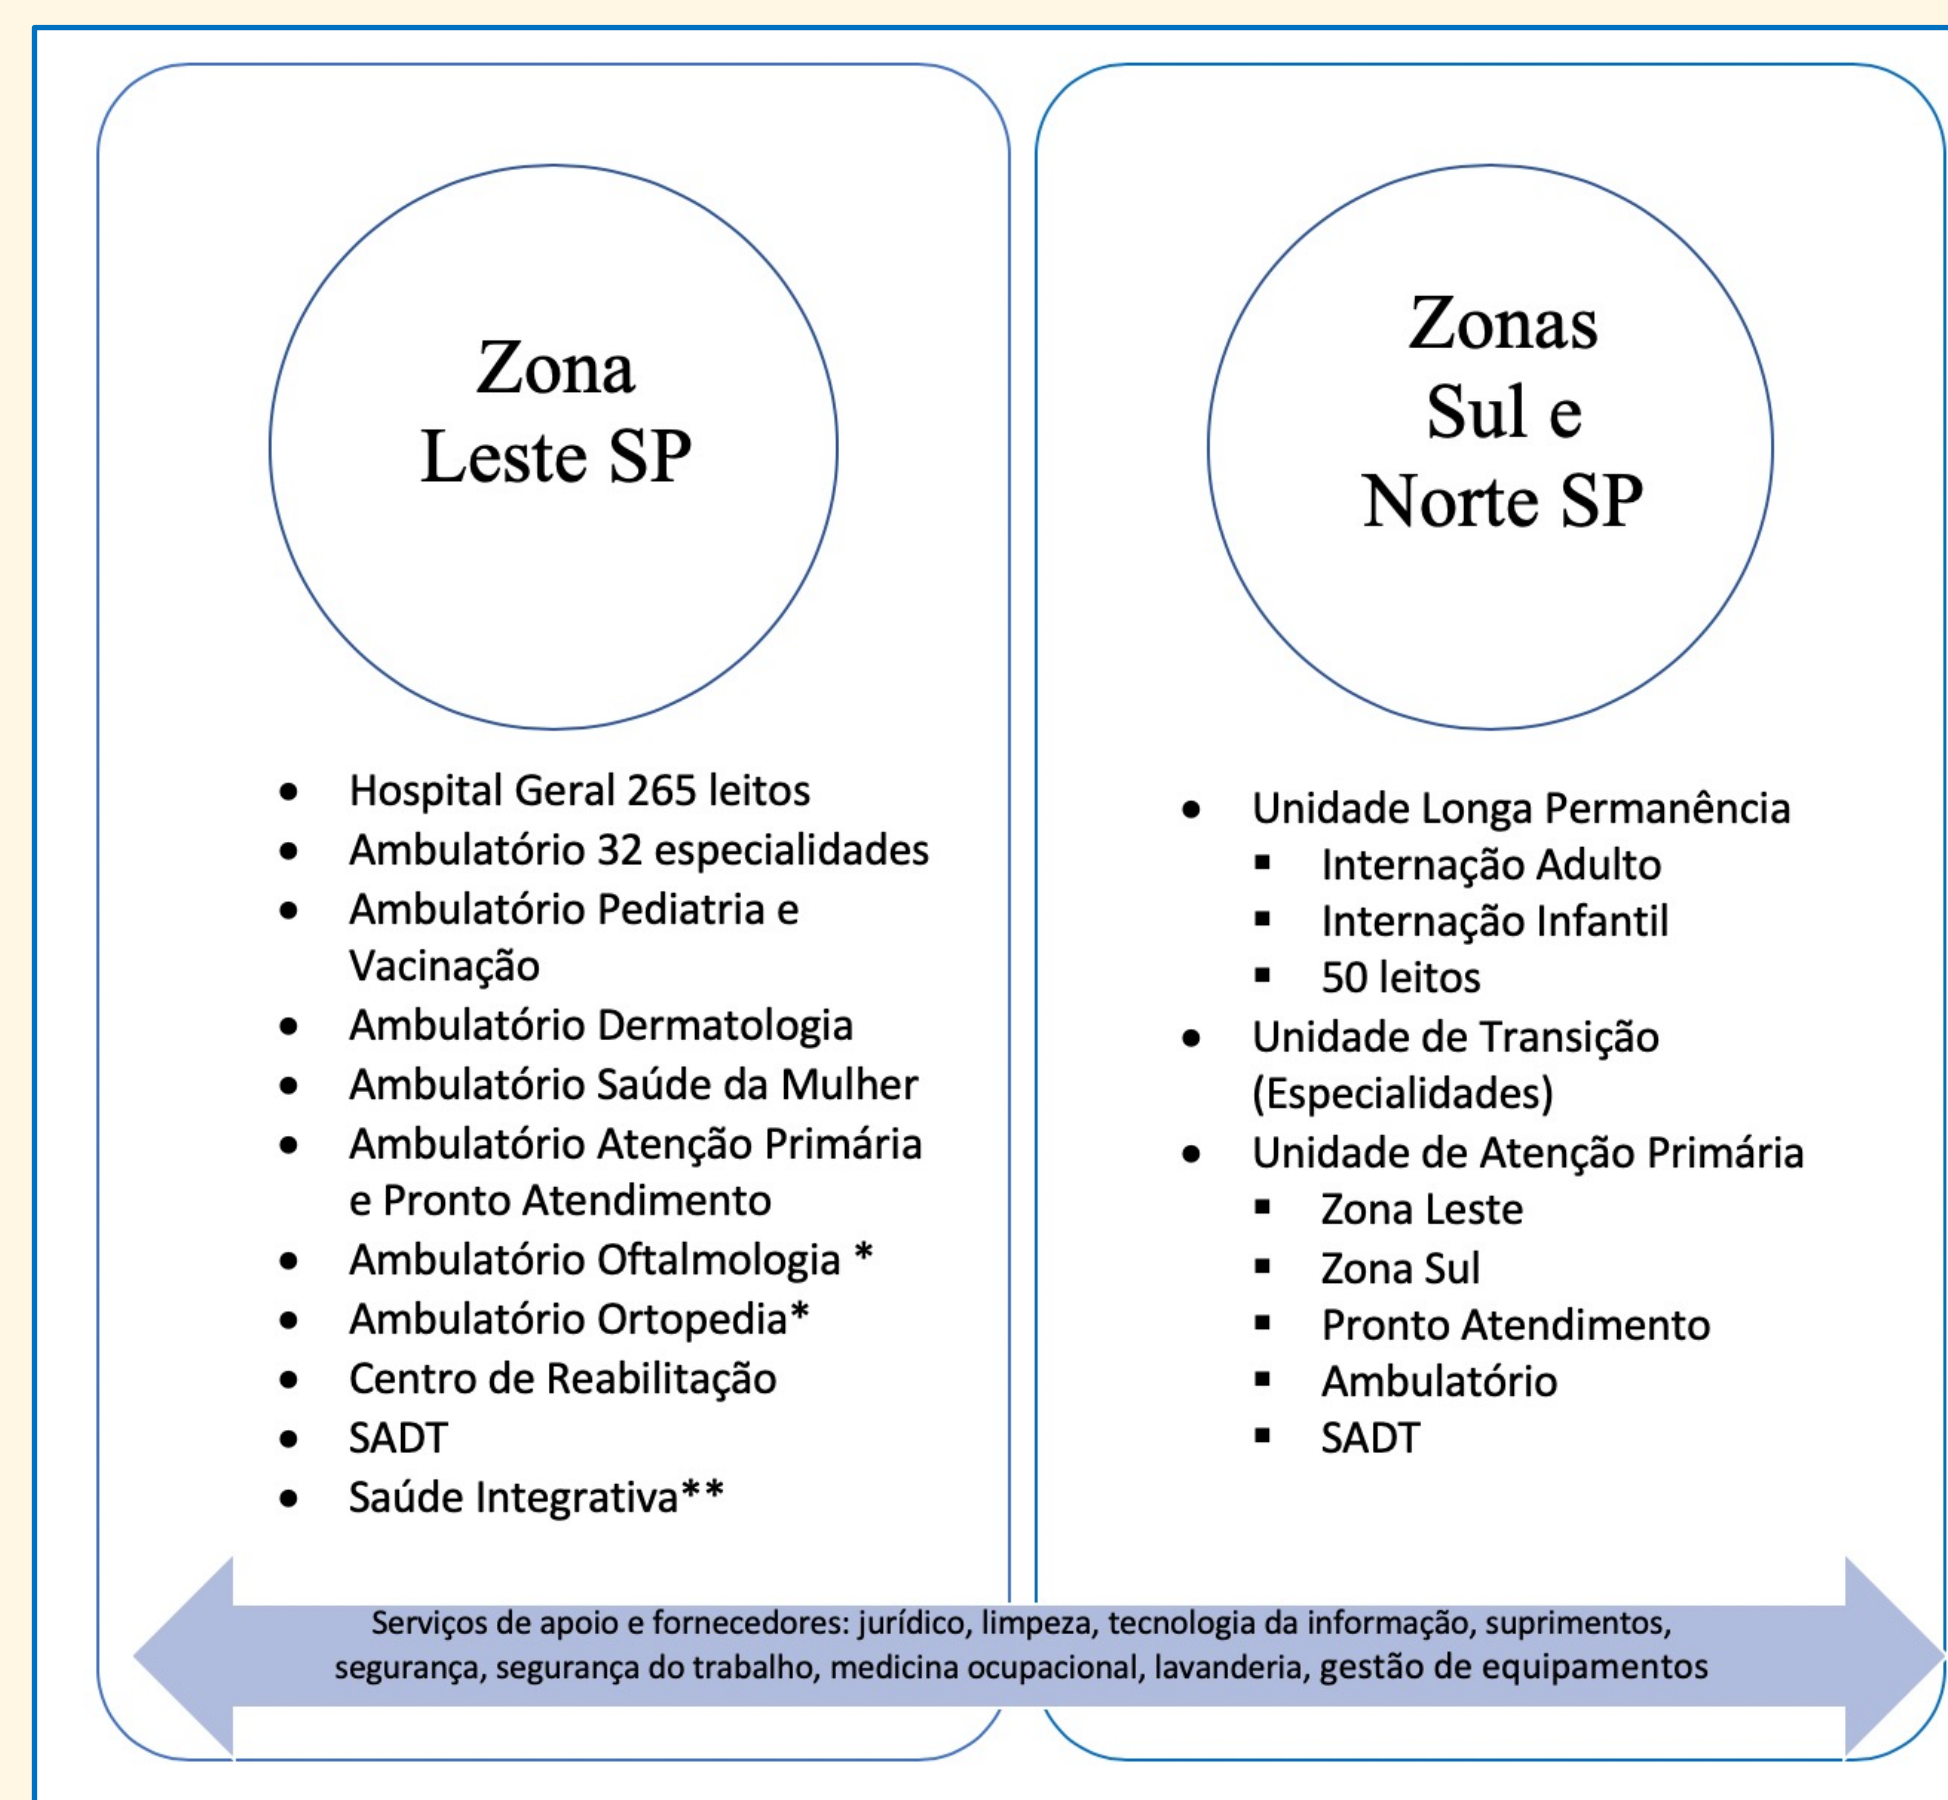 Zona
Leste SP
• Hospital Geral 265 leitos
• Ambulatório 32 especialidades
• Ambulatório Pediatria e
Vacinação
• Ambulatório Dermatologia
• Ambulatório Saúde da Mulher
• Ambulatório Atenção Primária
e Pronto Atendimento
• Ambulatório Oftalmologia *
• Ambulatório Ortopedia*
• Centro de Reabilitação
• SADT
• Saúde Integrativa**
Zonas
Sul e
Norte SP
• Unidade Longa Permanência
▪ Internação Adulto
▪ Internação Infantil
▪ 50 leitos
• Unidade de Transição
(Especialidades)
• Unidade de Atenção Primária
▪ Zona Leste
▪ Zona Sul
▪ Pronto Atendimento
▪ Ambulatório
▪ SADT
Serviços de apoio e fornecedores: jurídico, limpeza, tecnologia da informação, suprimentos,
segurança, segurança do trabalho, medicina ocupacional, lavanderia, gestão de equipamentos